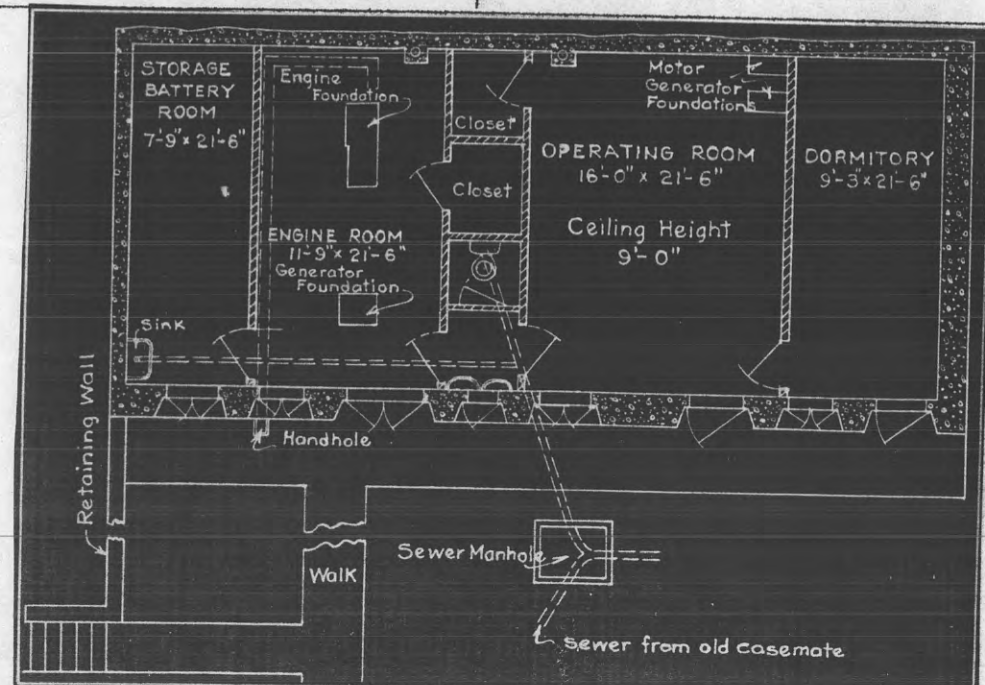 STORAGE
BATTERY
ROOM
7'-9" x 21'-6"
Engine
Foundation
Closet
Closet
Motor
Generator
Foundations
OPERATING ROOM
16'-0" x 21'-6"
Ceiling Height
9'-0"
DORMITORY
9'-3" x 21'-6"
ENGINE ROOM
11'-9" x 21'-6"
Generator
Foundation
Sink
Retaining Wall
Handhole
Walk
Sewer Manhole
Sewer from old casemate